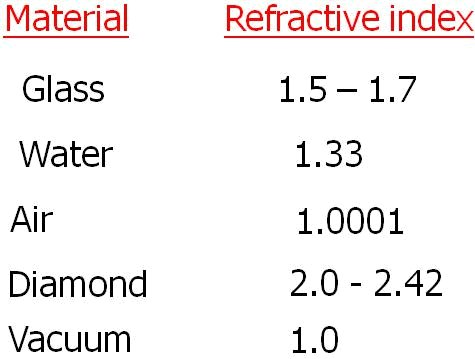 Material Refractive index
Glass 1.5 – 1.7
Water 1.33
Air 1.0001
Diamond 2.0 - 2.42
Vacuum 1.0